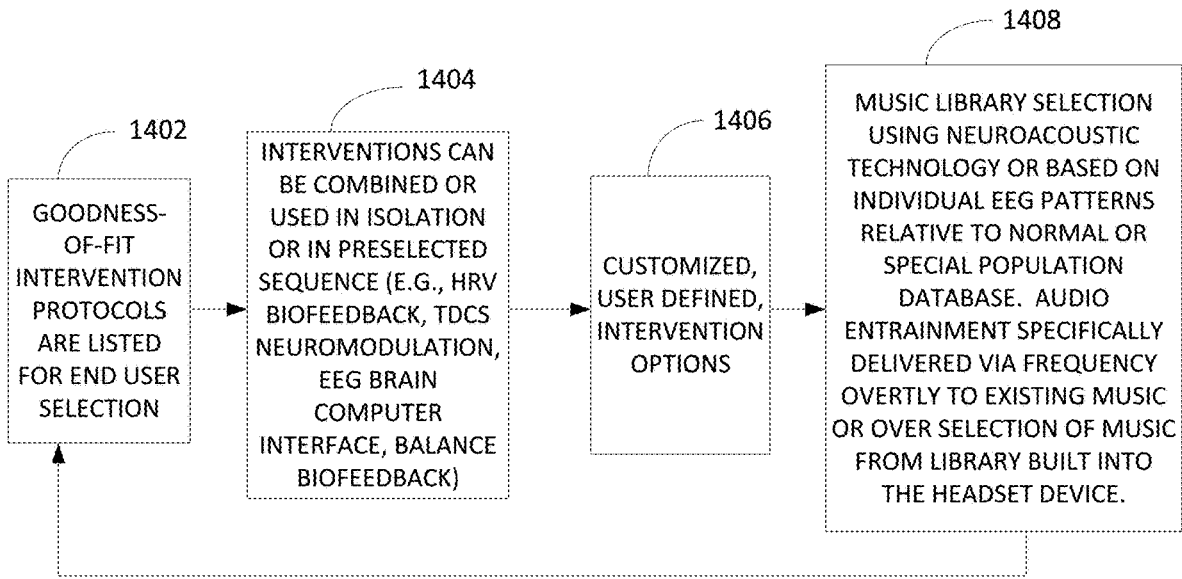 1402
GOODNESS-
OF-FIT
INTERVENTION
PROTOCOLS
ARE LISTED
FOR END USER
SELECTION
1404
INTERVENTIONS CAN
BE COMBINED OR
USED IN ISOLATION
OR IN PRESELECTED
SEQUENCE (E.G., HRV
BIOFEEDBACK, TDCS
NEUROMODULATION,
EEG BRAIN
COMPUTER
INTERFACE, BALANCE
BIOFEEDBACK)
1406
CUSTOMIZED,
USER DEFINED,
INTERVENTION
OPTIONS
1408
MUSIC LIBRARY SELECTION
USING NEUROACOUSTIC
TECHNOLOGY OR BASED ON
INDIVIDUAL EEG PATTERNS
RELATIVE TO NORMAL OR
SPECIAL POPULATION
DATABASE. AUDIO
ENTRAINMENT SPECIFICALLY
DELIVERED VIA FREQUENCY
OVERTLY TO EXISTING MUSIC
OR OVER SELECTION OF MUSIC
FROM LIBRARY BUILT INTO
THE HEADSET DEVICE.